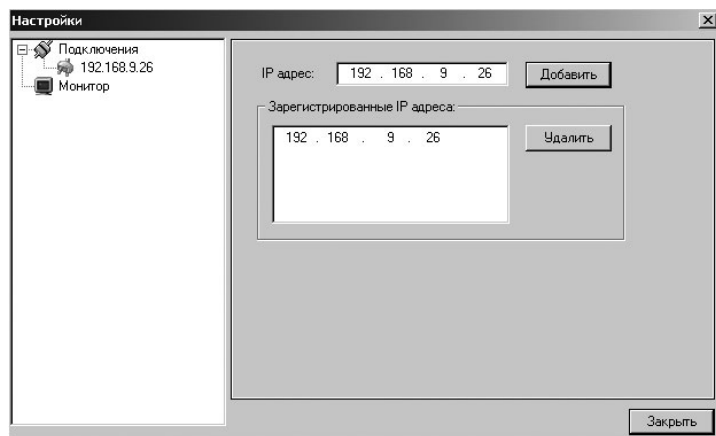 Настройки
Подключения
192.168.9.26
Монитор
IP адрес: 192 . 168 . 9 . 26 Добавить
Зарегистрированные IP адреса:
192 . 168 . 9 . 26 Удалить
Закрыть